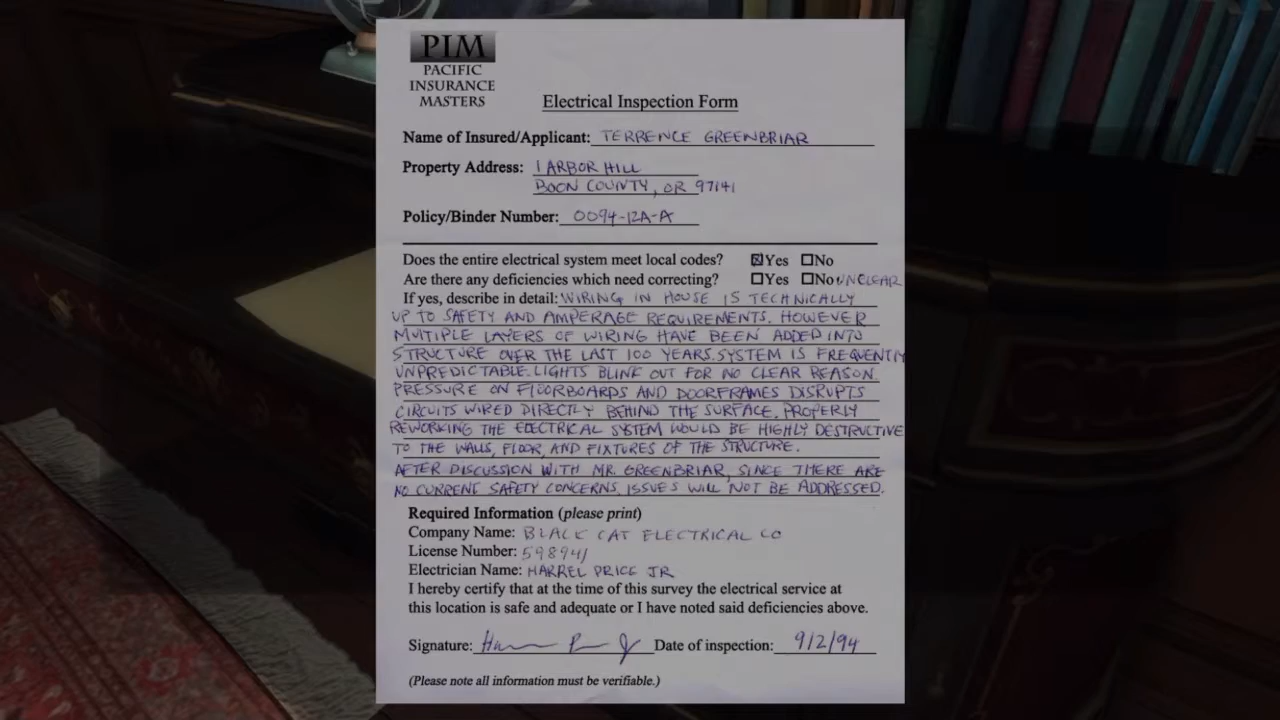 PIM
PACIFIC
INSURANCE
MASTERS
Electrical Inspection Form
Name of Insured/Applicant: TERRENCE GREENBRIAR
Property Address: 1 ARBOR HILL
BOON COUNTY, OR 97141
Policy/Binder Number: 0094-12A-A
Does the entire electrical system meet local codes? ☒Yes ☐No
Are there any deficiencies which need correcting? ☐Yes ☐No UNCLEAR
If yes, describe in detail: WIRING IN HOUSE IS TECHNICALLY
UP TO SAFETY AND AMPERAGE REQUIREMENTS. HOWEVER
MULTIPLE LAYERS OF WIRING HAVE BEEN ADDED INTO
STRUCTURE OVER THE LAST 100 YEARS. SYSTEM IS FREQUENTLY
UNPREDICTABLE. LIGHTS BLINK OUT FOR NO CLEAR REASON.
PRESSURE ON FLOORBOARDS AND DOORFRAMES DISRUPTS
CIRCUITS WIRED DIRECTLY BEHIND THE SURFACE. PROPERLY
REWORKING THE ELECTRICAL SYSTEM WOULD BE HIGHLY DESTRUCTIVE
TO THE WALLS, FLOOR, AND FIXTURES OF THE STRUCTURE.
AFTER DISCUSSION WITH MR. GREENBRIAR, SINCE THERE ARE
NO CURRENT SAFETY CONCERNS, ISSUES WILL NOT BE ADDRESSED.
Required Information (please print)
Company Name: BLACK CAT ELECTRICAL CO
License Number: 598941
Electrician Name: HARREL PRICE JR
I hereby certify that at the time of this survey the electrical service at
this location is safe and adequate or I have noted said deficiencies above.
Signature: Date of inspection: 9/2/94
(Please note all information must be verifiable.)